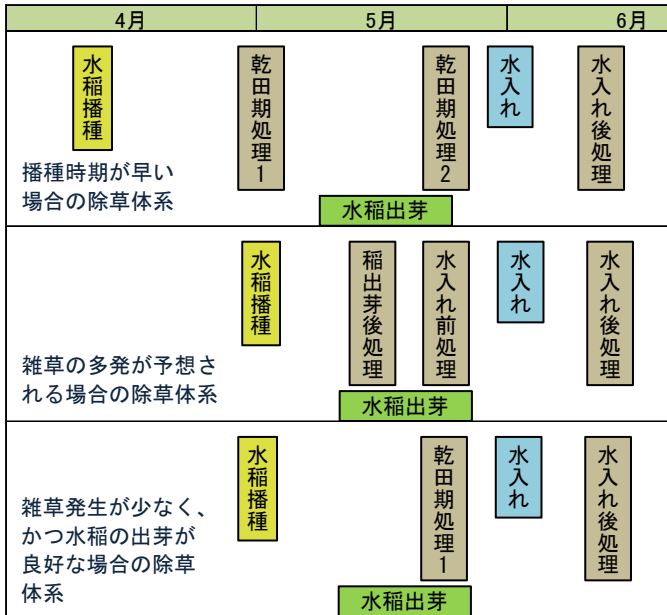 4月
5月
6月
水稲播種
乾田期処理1
乾田期処理2
水入れ
水入れ後処理
播種時期が早い
場合の除草体系
水稲出芽
水稲播種
稲出芽後処理
水入れ前処理
水入れ
水入れ後処理
雑草の多発が予想さ
れる場合の除草体系
水稲出芽
水稲播種
乾田期処理1
水入れ
水入れ後処理
雑草発生が少なく、
かつ水稲の出芽が
良好な場合の除草
体系
水稲出芽